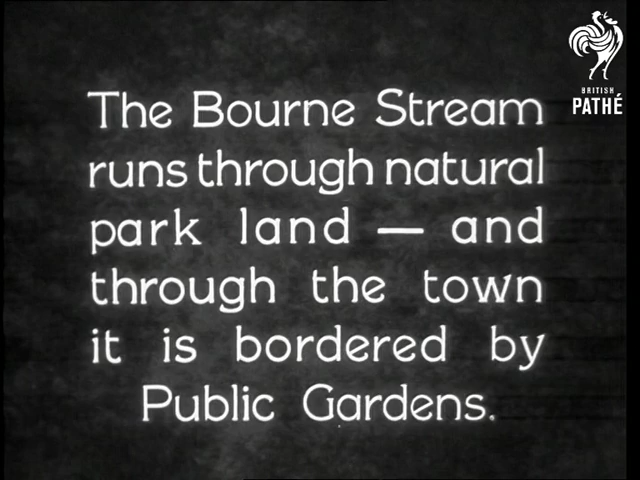 The Bourne Stream
runs through natural
park land — and
through the town
it is bordered by
Public Gardens.
BRITISH
PATHÉ